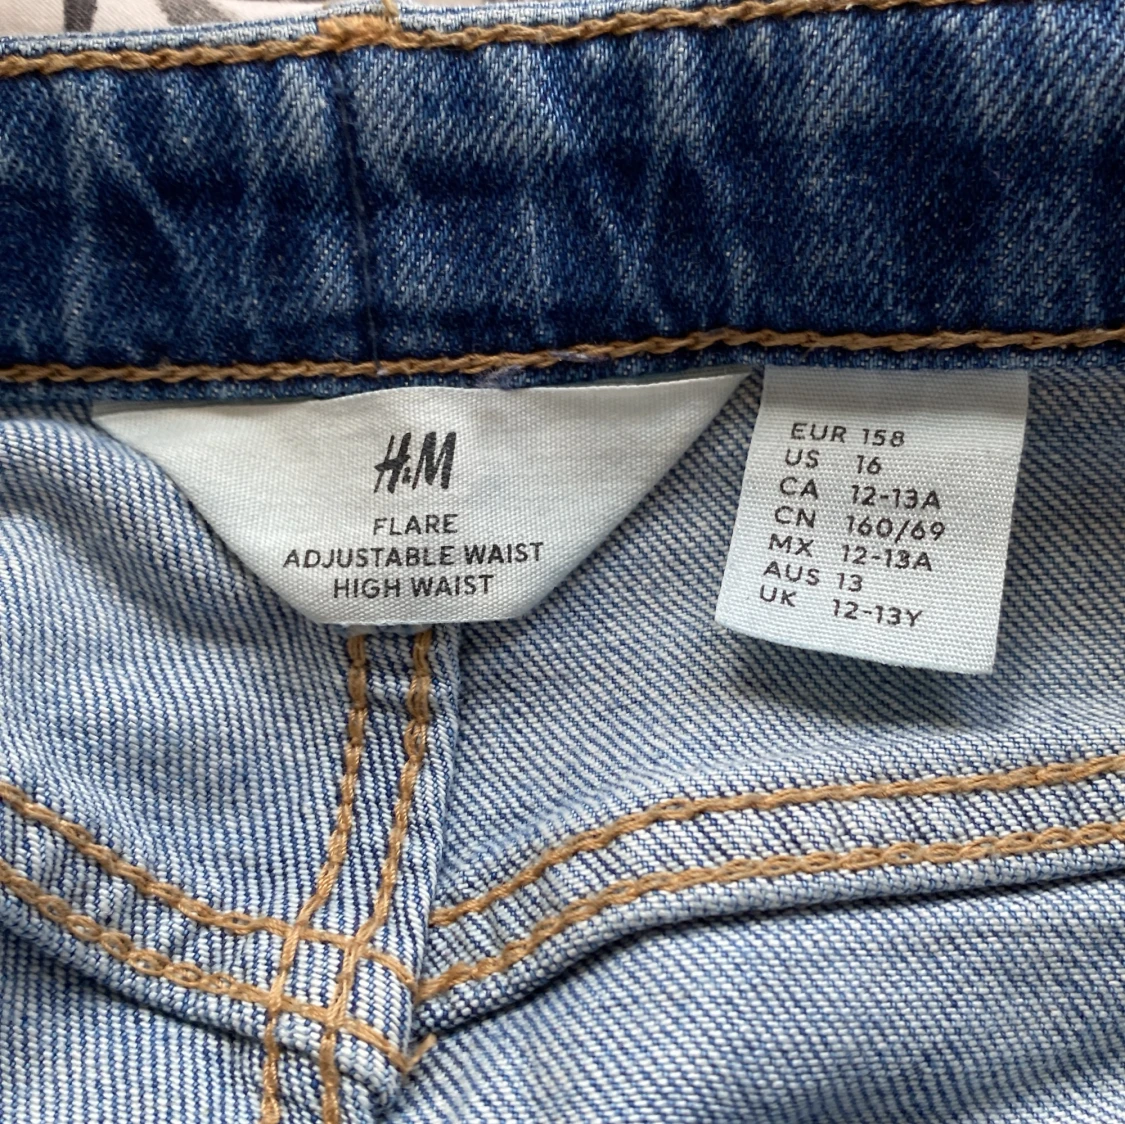 H&M
FLARE
ADJUSTABLE WAIST
HIGH WAIST
EUR 158
US 16
CA 12-13A
CN 160/69
MX 12-13A
AUS 13
UK 12-13Y